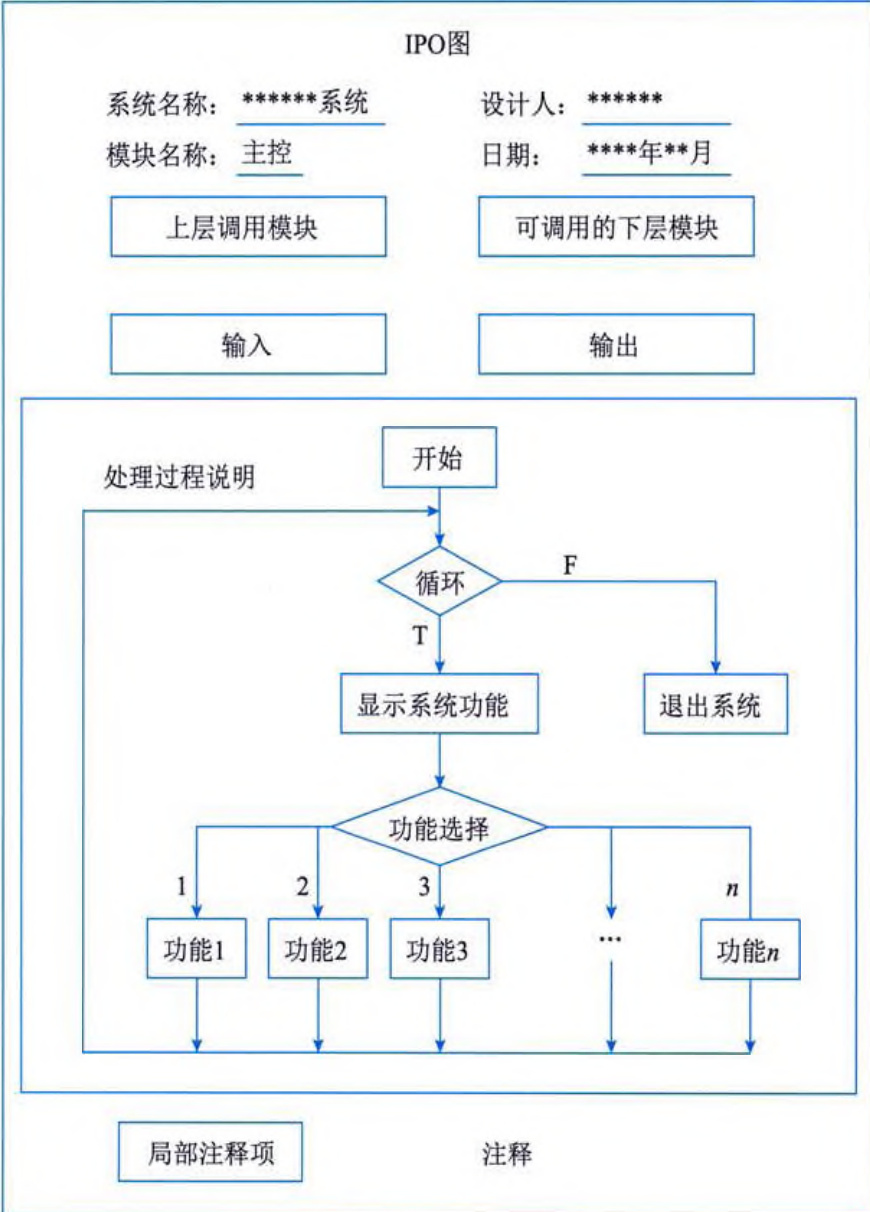 IPO图
系统名称： ******系统 设计人： ******
模块名称： 主控 日期： ****年**月
上层调用模块 可调用的下层模块
输入 输出
开始
处理过程说明
循环 F
T
显示系统功能 退出系统
功能选择
1 2 3 n
功能1 功能2 功能3 … 功能n
局部注释项 注释